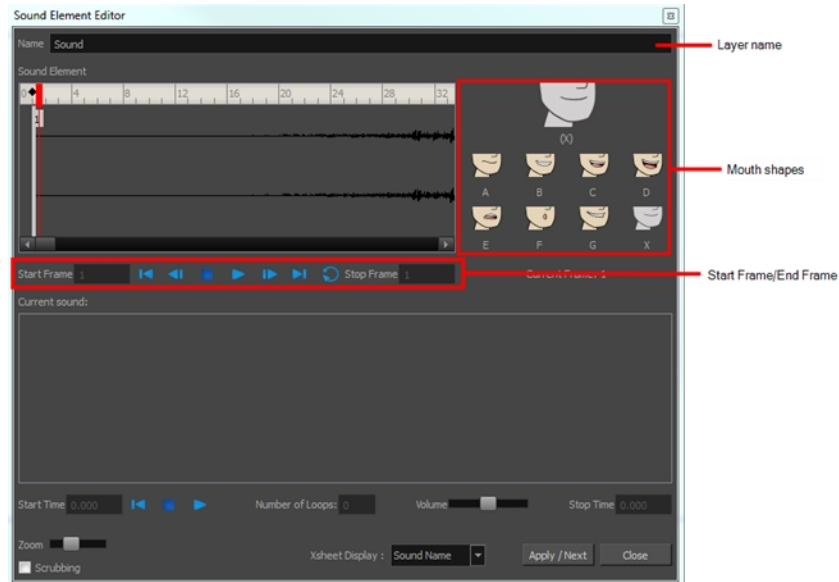 Sound Element Editor
Name Sound
Layer name
Sound Element
0 4 8 12 16 20 24 28 32
1
(X)
Mouth shapes
A B C D
E F G X
Start Frame 1 Stop Frame 1
Current Frame: 1
Start Frame/End Frame
Current sound:
Start Time 0.000 Number of Loops: 0 Volume Stop Time 0.000
Zoom
Xsheet Display : Sound Name Apply / Next Close
Scrubbing